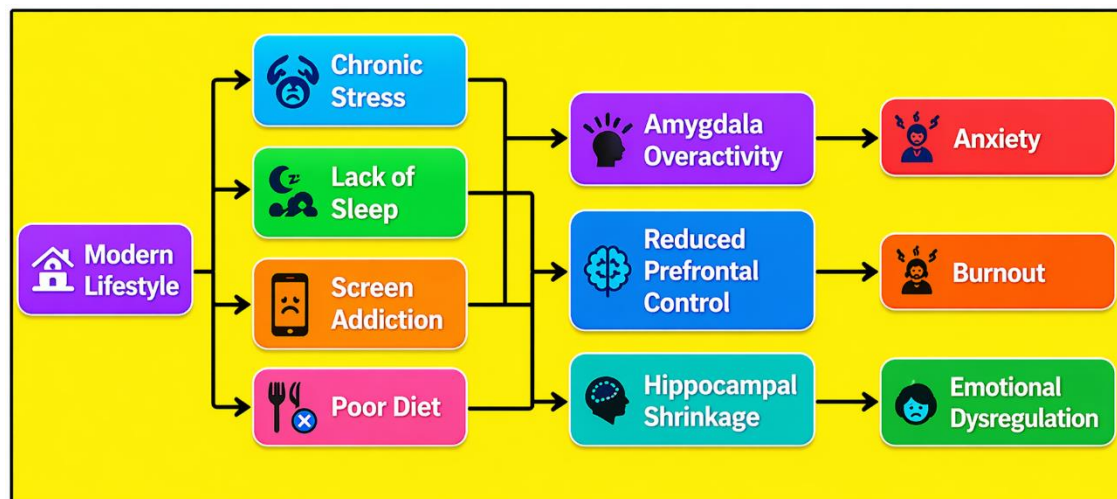 Modern
Lifestyle
Chronic
Stress
Lack of
Sleep
Screen
Addiction
Poor Diet
Amygdala
Overactivity
Reduced
Prefrontal
Control
Hippocampal
Shrinkage
Anxiety
Burnout
Emotional
Dysregulation